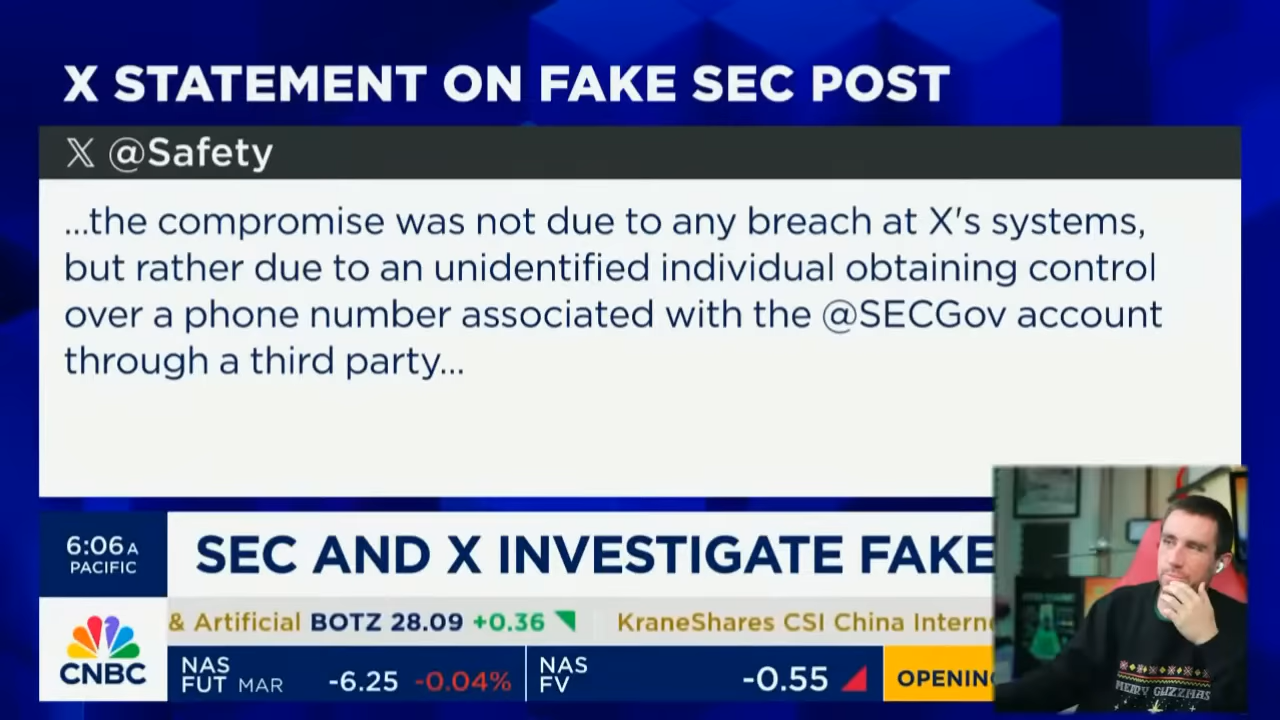 X STATEMENT ON FAKE SEC POST
X @Safety
...the compromise was not due to any breach at X's systems,
but rather due to an unidentified individual obtaining control
over a phone number associated with the @SECGov account
through a third party...
6:06A
PACIFIC
SEC AND X INVESTIGATE FAKE
& Artificial BOTZ 28.09 +0.36 KraneShares CSI China Intern
CNBC
NAS
FUT MAR -6.25 -0.04%
NAS
FV -0.55
OPENIN
MERRY GUZZMAS